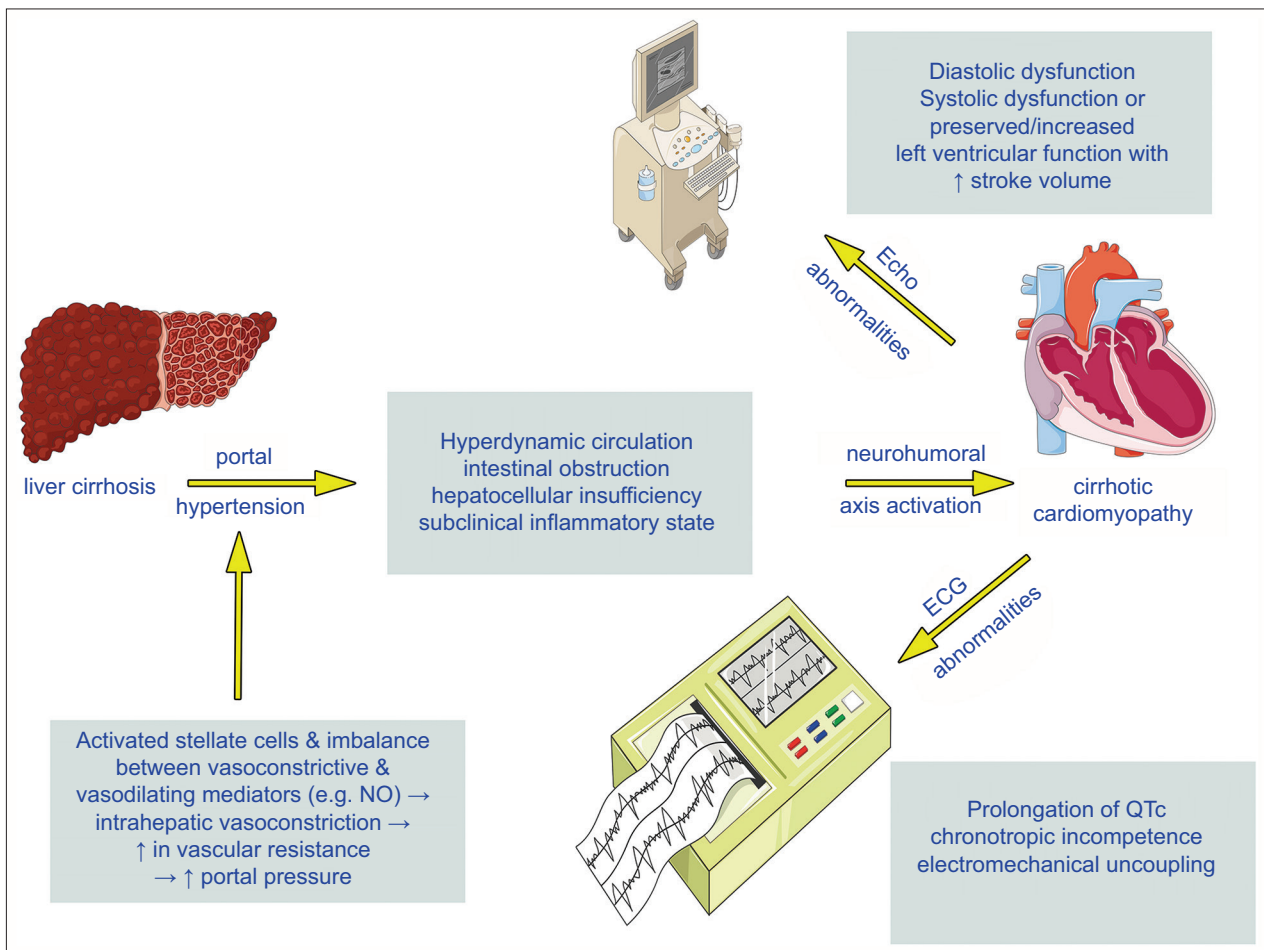 Diastolic dysfunction
Systolic dysfunction or
preserved/increased
left ventricular function with
↑ stroke volume
Echo
abnormalities
liver cirrhosis
portal
hypertension
Hyperdynamic circulation
intestinal obstruction
hepatocellular insufficiency
subclinical inflammatory state
neurohumoral
axis activation
cirrhotic
cardiomyopathy
ECG
abnormalities
Activated stellate cells & imbalance
between vasoconstrictive &
vasodilating mediators (e.g. NO) →
intrahepatic vasoconstriction →
↑ in vascular resistance
→ ↑ portal pressure
Prolongation of QTc
chronotropic incompetence
electromechanical uncoupling